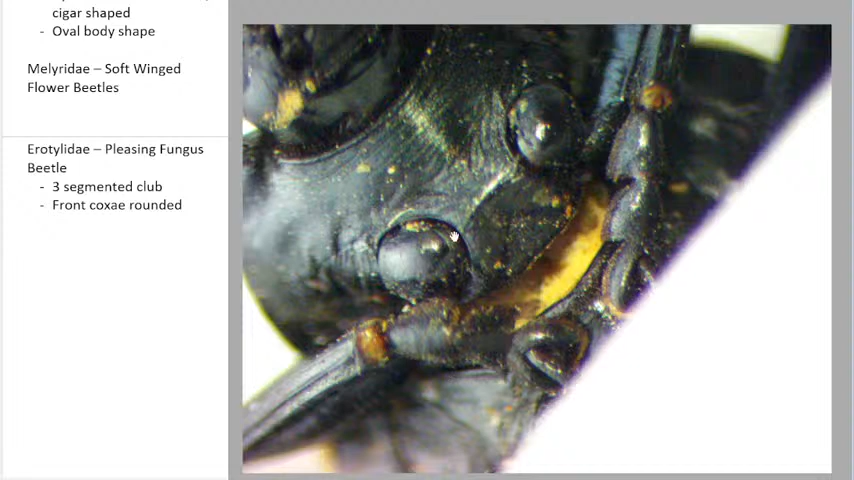 cigar shaped
- Oval body shape
Melyridae – Soft Winged
Flower Beetles
Erotylidae – Pleasing Fungus
Beetle
- 3 segmented club
- Front coxae rounded